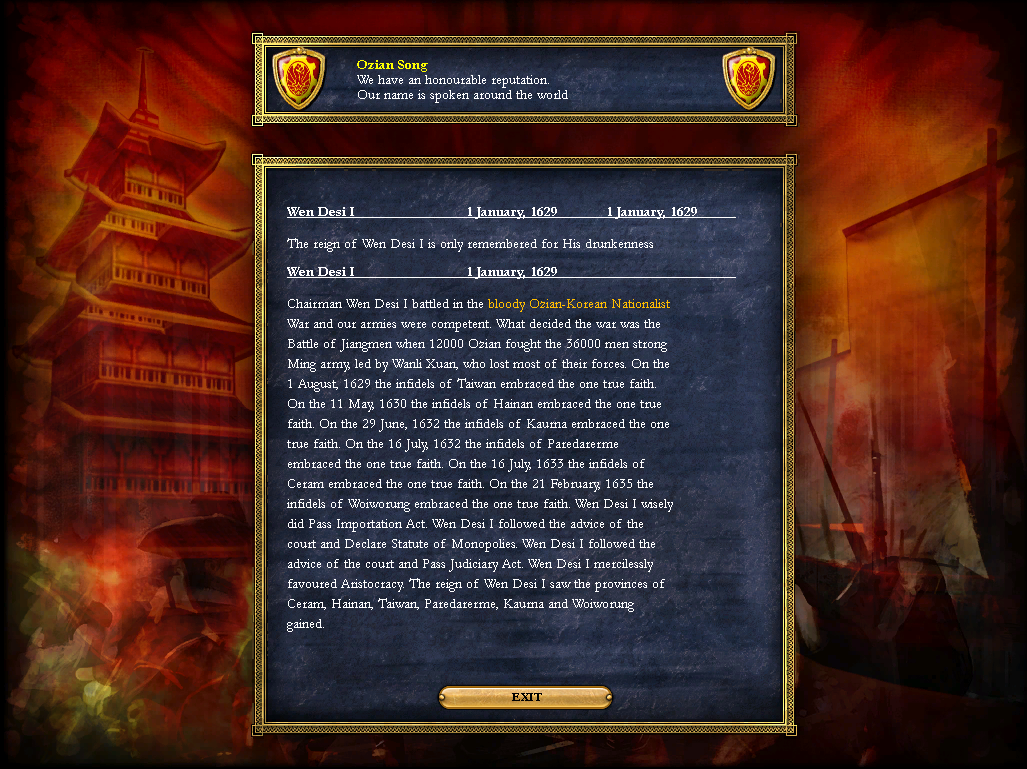 Ozian Song
We have an honourable reputation.
Our name is spoken around the world
Wen Desi I 1 January, 1629 1 January, 1629
The reign of Wen Desi I is only remembered for His drunkenness
Wen Desi I 1 January, 1629
Chairman Wen Desi I battled in the bloody Ozian-Korean Nationalist
War and our armies were competent. What decided the war was the
Battle of Jiangmen when 12000 Ozian fought the 36000 men strong
Ming army, led by Wanli Xuan, who lost most of their forces. On the
1 August, 1629 the infidels of Taiwan embraced the one true faith.
On the 11 May, 1630 the infidels of Hainan embraced the one true
faith. On the 29 June, 1632 the infidels of Kaurna embraced the one
true faith. On the 16 July, 1632 the infidels of Paredarerme
embraced the one true faith. On the 16 July, 1633 the infidels of
Ceram embraced the one true faith. On the 21 February, 1635 the
infidels of Woiworung embraced the one true faith. Wen Desi I wisely
did Pass Importation Act. Wen Desi I followed the advice of the
court and Declare Statute of Monopolies. Wen Desi I followed the
advice of the court and Pass Judiciary Act. Wen Desi I mercilessly
favoured Aristocracy. The reign of Wen Desi I saw the provinces of
Ceram, Hainan, Taiwan, Paredarerme, Kaurna and Woiworung
gained.
EXIT